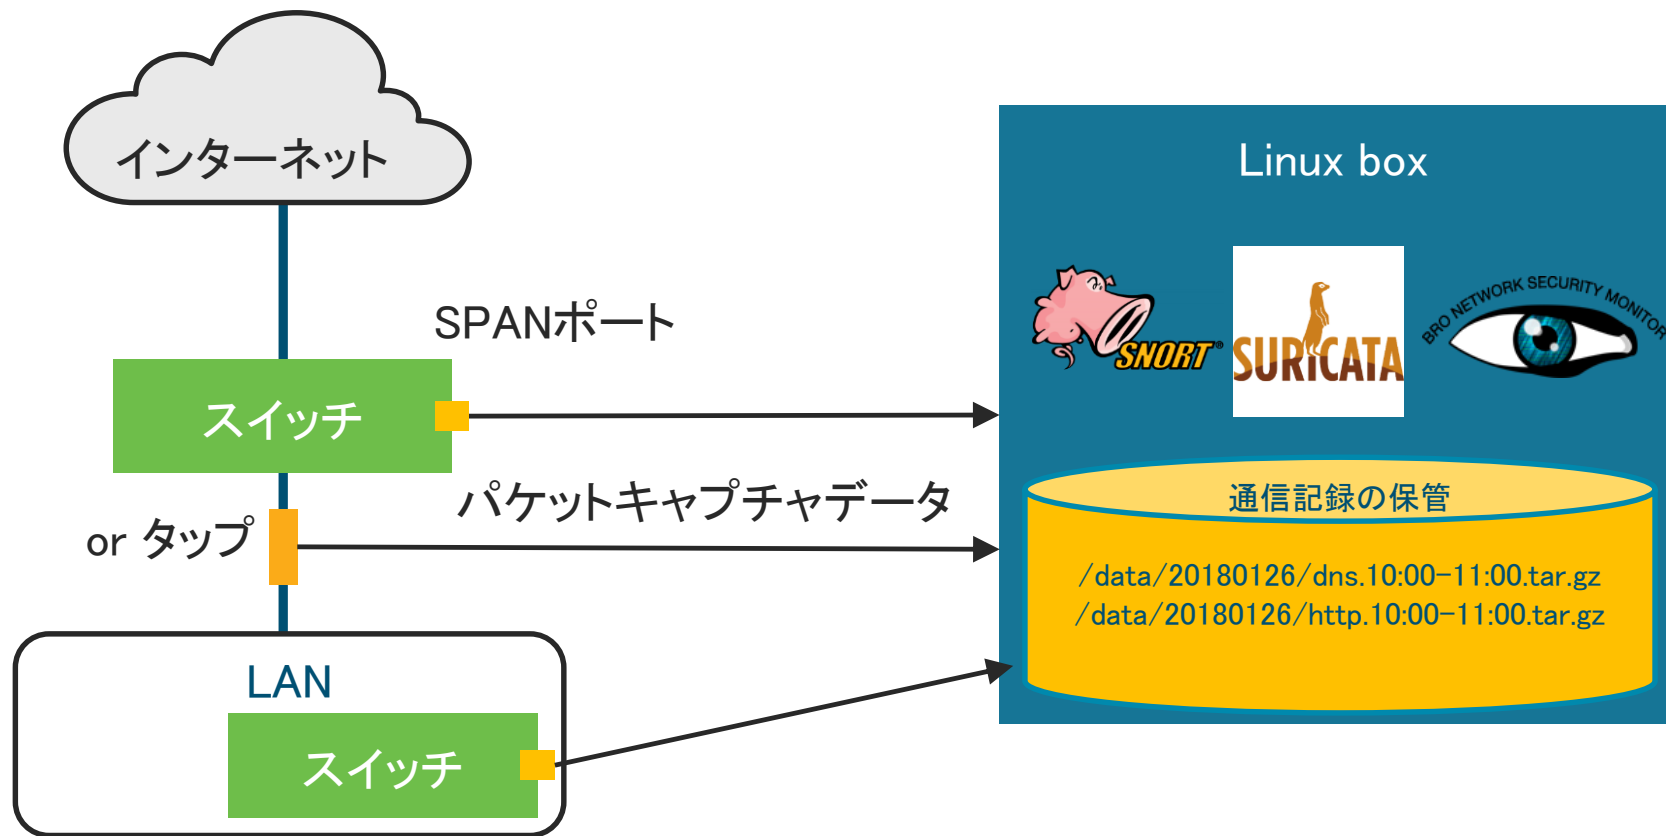 インターネット
Linux box
SNORT®
SURICATA
BRO NETWORK SECURITY MONITOR
SPANポート
スイッチ
パケットキャプチャデータ
or タップ
通信記録の保管
/data/20180126/dns.10:00-11:00.tar.gz
/data/20180126/http.10:00-11:00.tar.gz
LAN
スイッチ